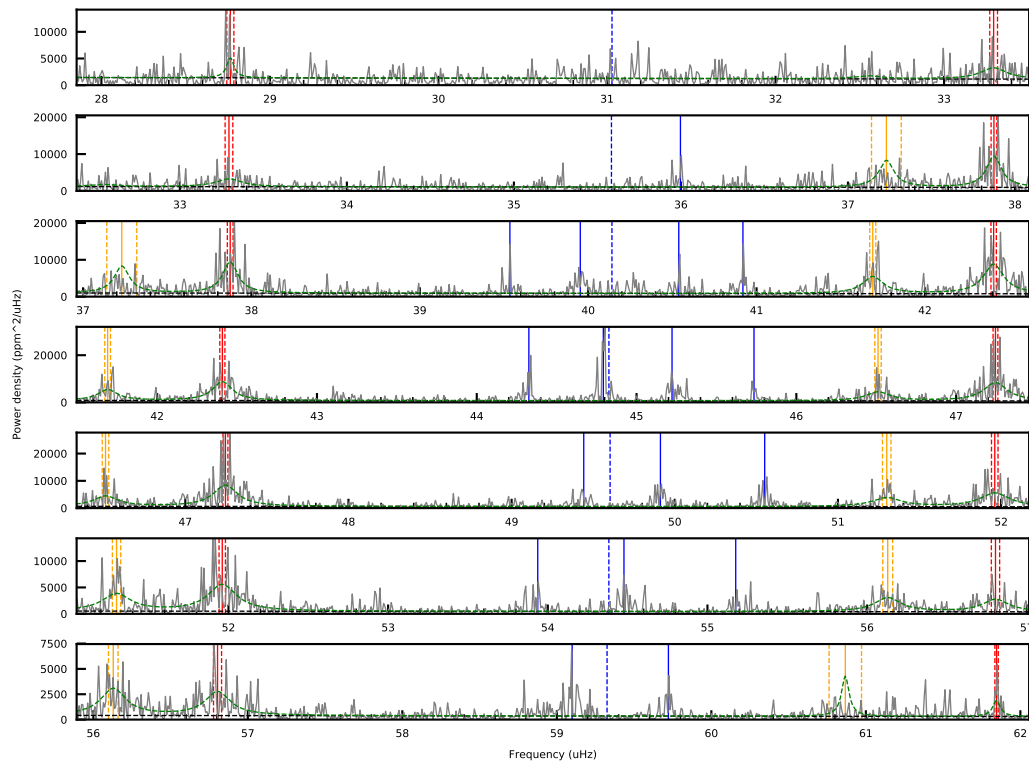 10000
5000
0
28 29 30 31 32 33
20000
10000
0
33 34 35 36 37 38
20000
10000
0
37 38 39 40 41 42
20000
0
42 43 44 45 46 47
Power density (ppm^2/uHz)
20000
10000
0
47 48 49 50 51 52
10000
5000
0
52 53 54 55 56 57
7500
5000
2500
0
56 57 58 59 60 61 62
Frequency (uHz)